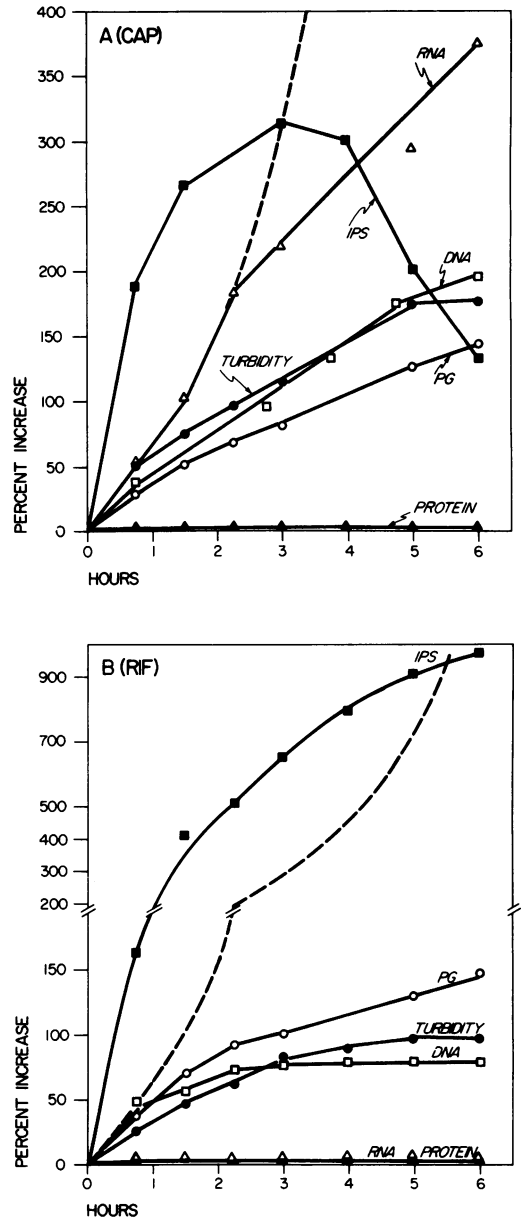 A (CAP)
400
350
300
250
200
150
100
50
0
PERCENT INCREASE
RNA
IPS
DNA
TURBIDITY
PG
PROTEIN
0 1 2 3 4 5 6
HOURS
B (RIF)
IPS
900
700
500
400
300
200
150
100
50
0
PERCENT INCREASE
PG
TURBIDITY
DNA
RNA PROTEIN
0 1 2 3 4 5 6
HOURS